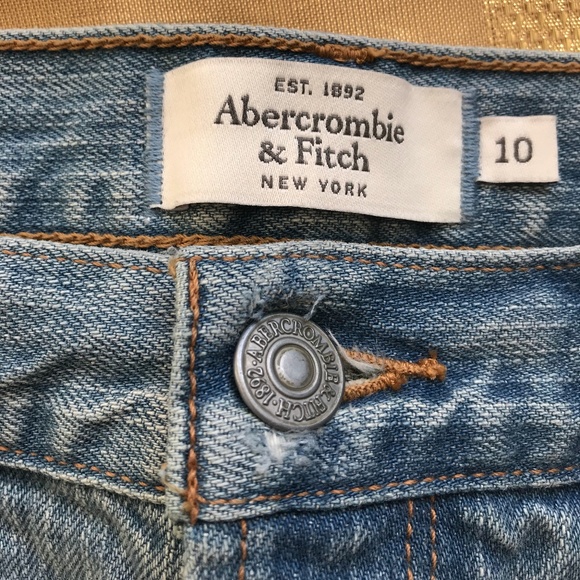 EST. 1892
Abercrombie
& Fitch
NEW YORK
10
ABERCROMBIE & FITCH · 1892 ·